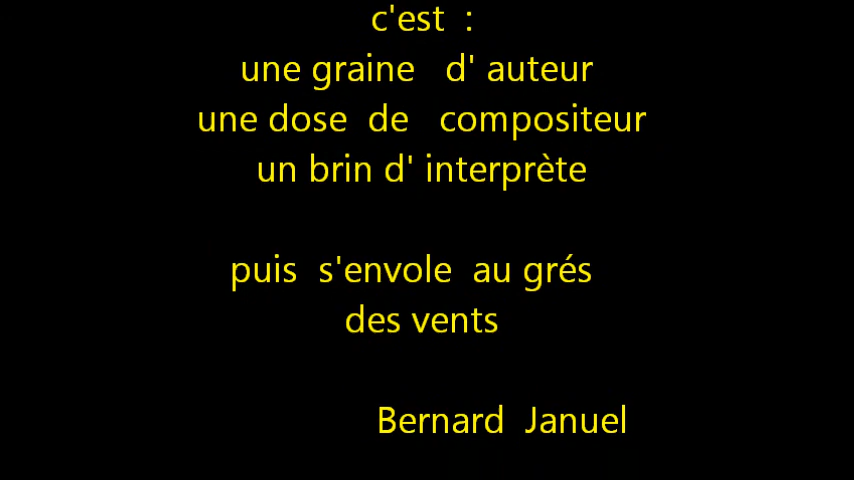 c'est :
une graine d' auteur
une dose de compositeur
un brin d' interprète
puis s'envole au grés
des vents
Bernard Januel